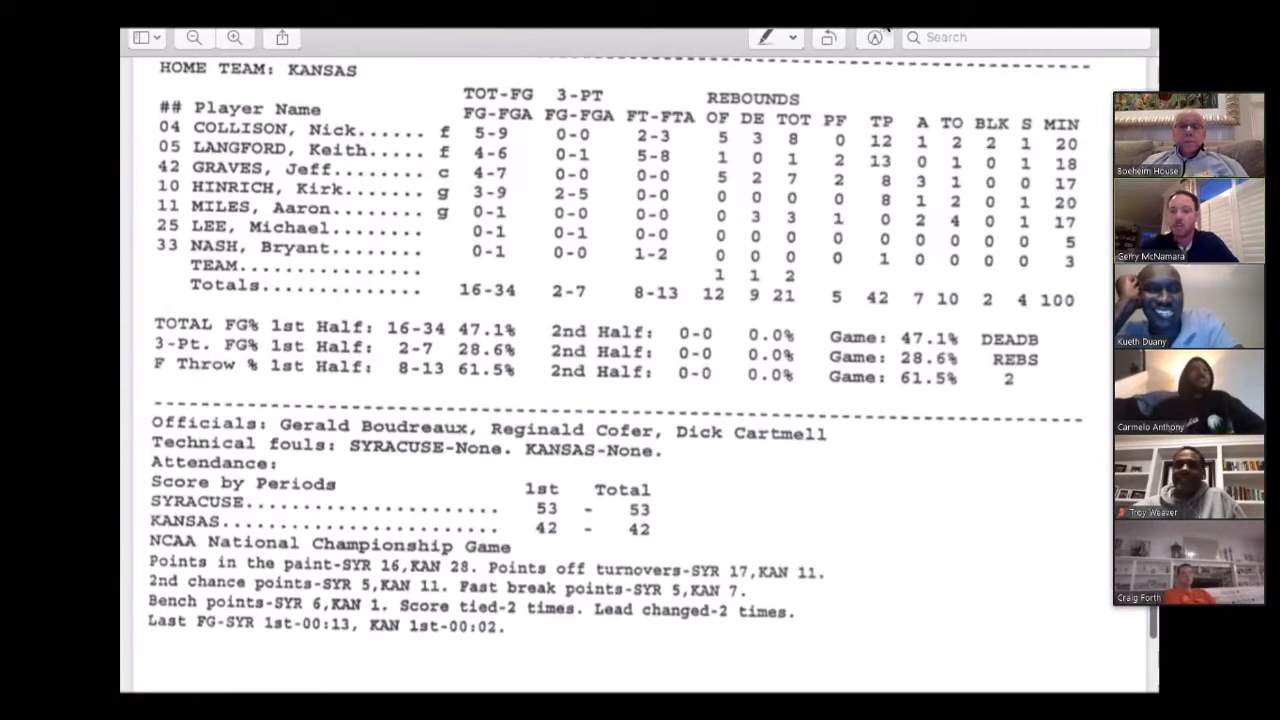 Search
HOME TEAM: KANSAS
TOT-FG 3-PT REBOUNDS
## Player Name FG-FGA FG-FGA FT-FTA OF DE TOT PF TP A TO BLK S MIN
04 COLLISON, Nick...... f 5-9 0-0 2-3 5 3 8 0 12 1 2 2 1 20
05 LANGFORD, Keith..... f 4-6 0-1 5-8 1 0 1 2 13 0 1 0 1 18
42 GRAVES, Jeff........ c 4-7 0-0 0-0 5 2 7 2 8 3 1 0 0 17
10 HINRICH, Kirk....... g 3-9 2-5 0-0 0 0 0 0 8 1 2 0 1 20
11 MILES, Aaron........ g 0-1 0-0 0-0 0 3 3 1 0 2 4 0 1 17
25 LEE, Michael........ 0-1 0-1 0-0 0 0 0 0 0 0 0 0 0 5
33 NASH, Bryant........ 0-1 0-0 1-2 0 0 0 0 1 0 0 0 0 3
TEAM................ 1 1 2
Totals.............. 16-34 2-7 8-13 12 9 21 5 42 7 10 2 4 100
TOTAL FG% 1st Half: 16-34 47.1% 2nd Half: 0-0 0.0% Game: 47.1% DEADB
3-Pt. FG% 1st Half: 2-7 28.6% 2nd Half: 0-0 0.0% Game: 28.6% REBS
F Throw % 1st Half: 8-13 61.5% 2nd Half: 0-0 0.0% Game: 61.5% 2
Officials: Gerald Boudreaux, Reginald Cofer, Dick Cartmell
Technical fouls: SYRACUSE-None. KANSAS-None.
Attendance:
Score by Periods 1st Total
SYRACUSE...................... 53 - 53
KANSAS........................ 42 - 42
NCAA National Championship Game
Points in the paint-SYR 16,KAN 28. Points off turnovers-SYR 17,KAN 11.
2nd chance points-SYR 5,KAN 11. Fast break points-SYR 5,KAN 7.
Bench points-SYR 6,KAN 1. Score tied-2 times. Lead changed-2 times.
Last FG-SYR 1st-00:13, KAN 1st-00:02.
Boeheim House
Gerry McNamara
Kueth Duany
Carmelo Anthony
Troy Weaver
Craig Forth